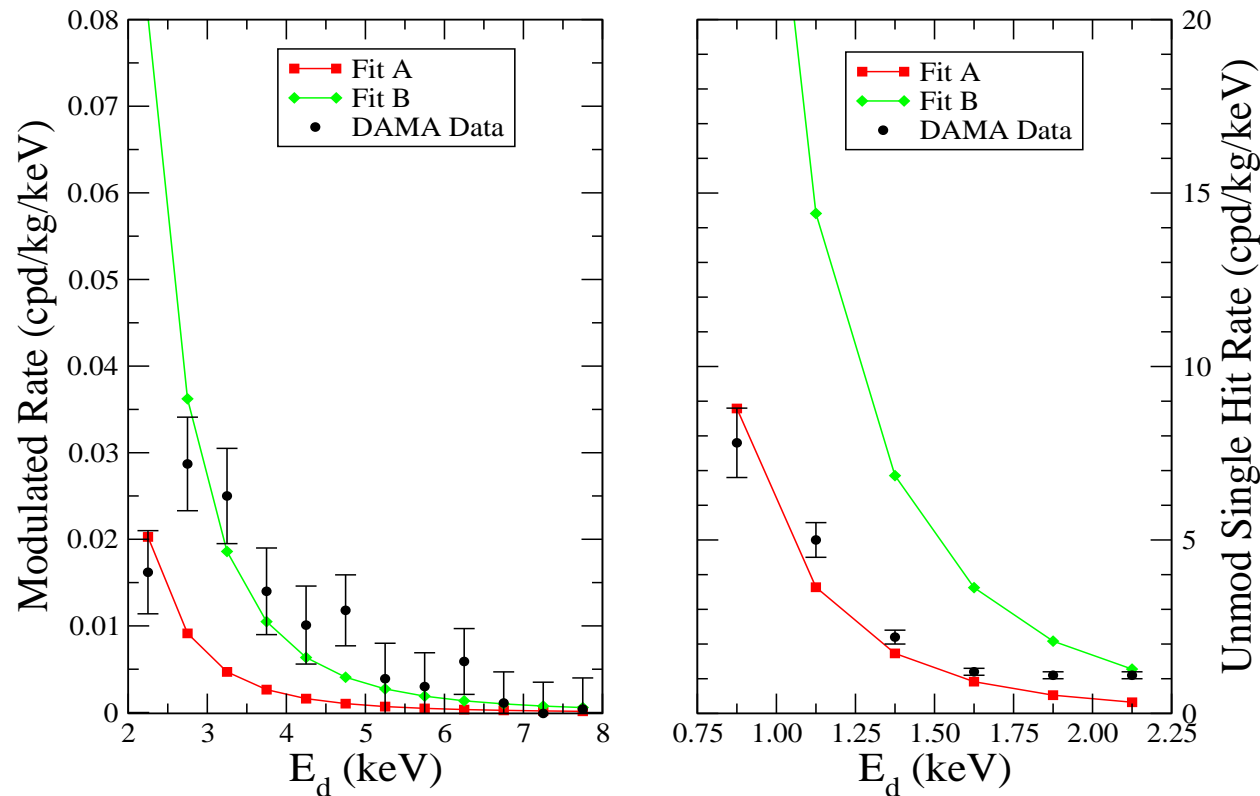 Modulated Rate (cpd/kg/keV)
0.08
0.07
0.06
0.05
0.04
0.03
0.02
0.01
0
2 3 4 5 6 7 8
E_d (keV)
Fit A
Fit B
DAMA Data
Fit A
Fit B
DAMA Data
20
15
10
5
0
0.75 1.00 1.25 1.50 1.75 2.00 2.25
E_d (keV)
Unmod Single Hit Rate (cpd/kg/keV)